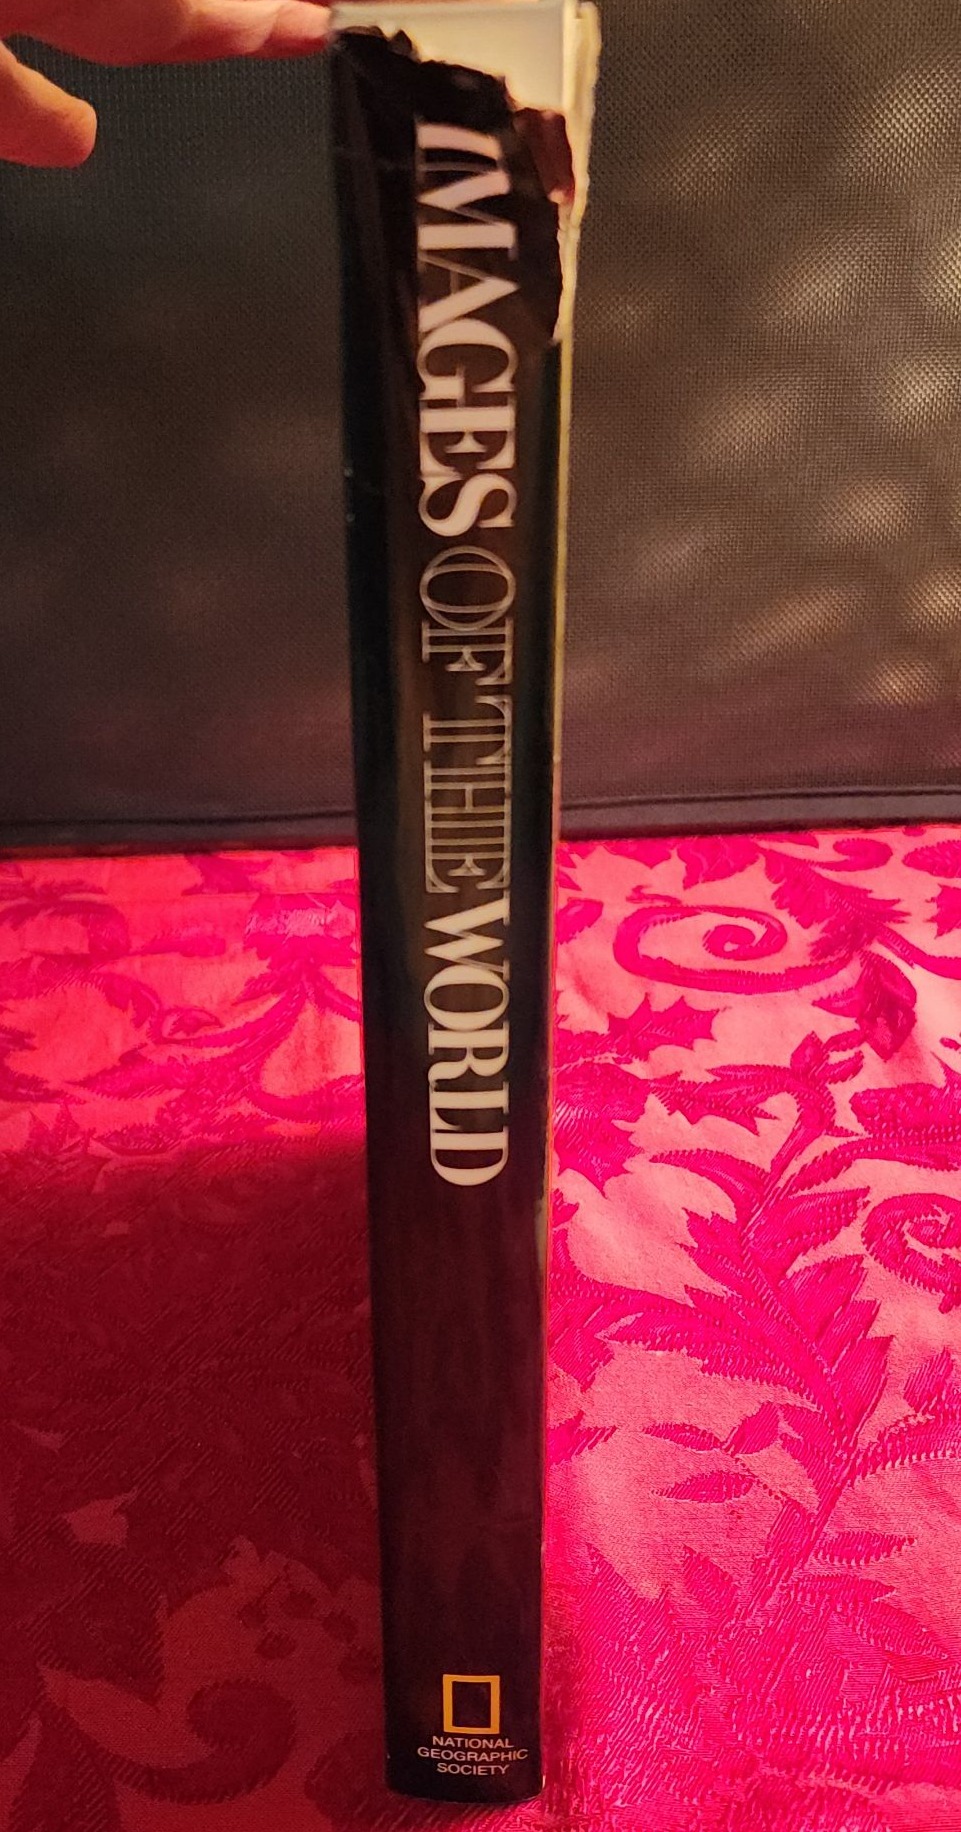 IMAGES OF THE WORLD
NATIONAL
GEOGRAPHIC
SOCIETY